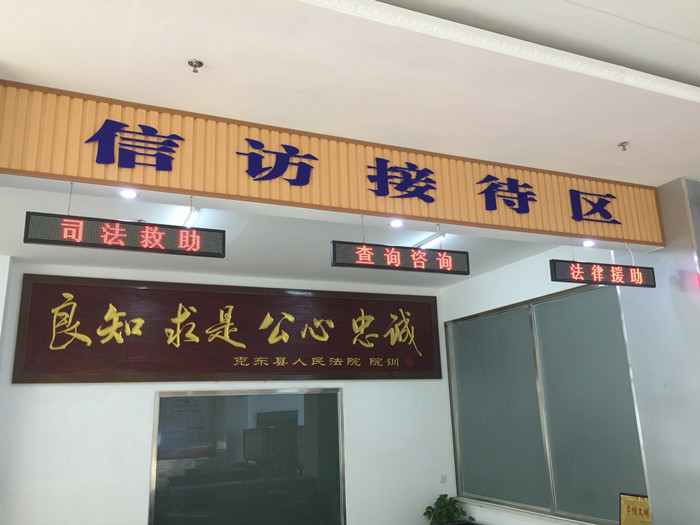 信访接待区
司法救助
查询咨询
法律援助
良知 求是 公心 忠诚
克东县人民法院 院训